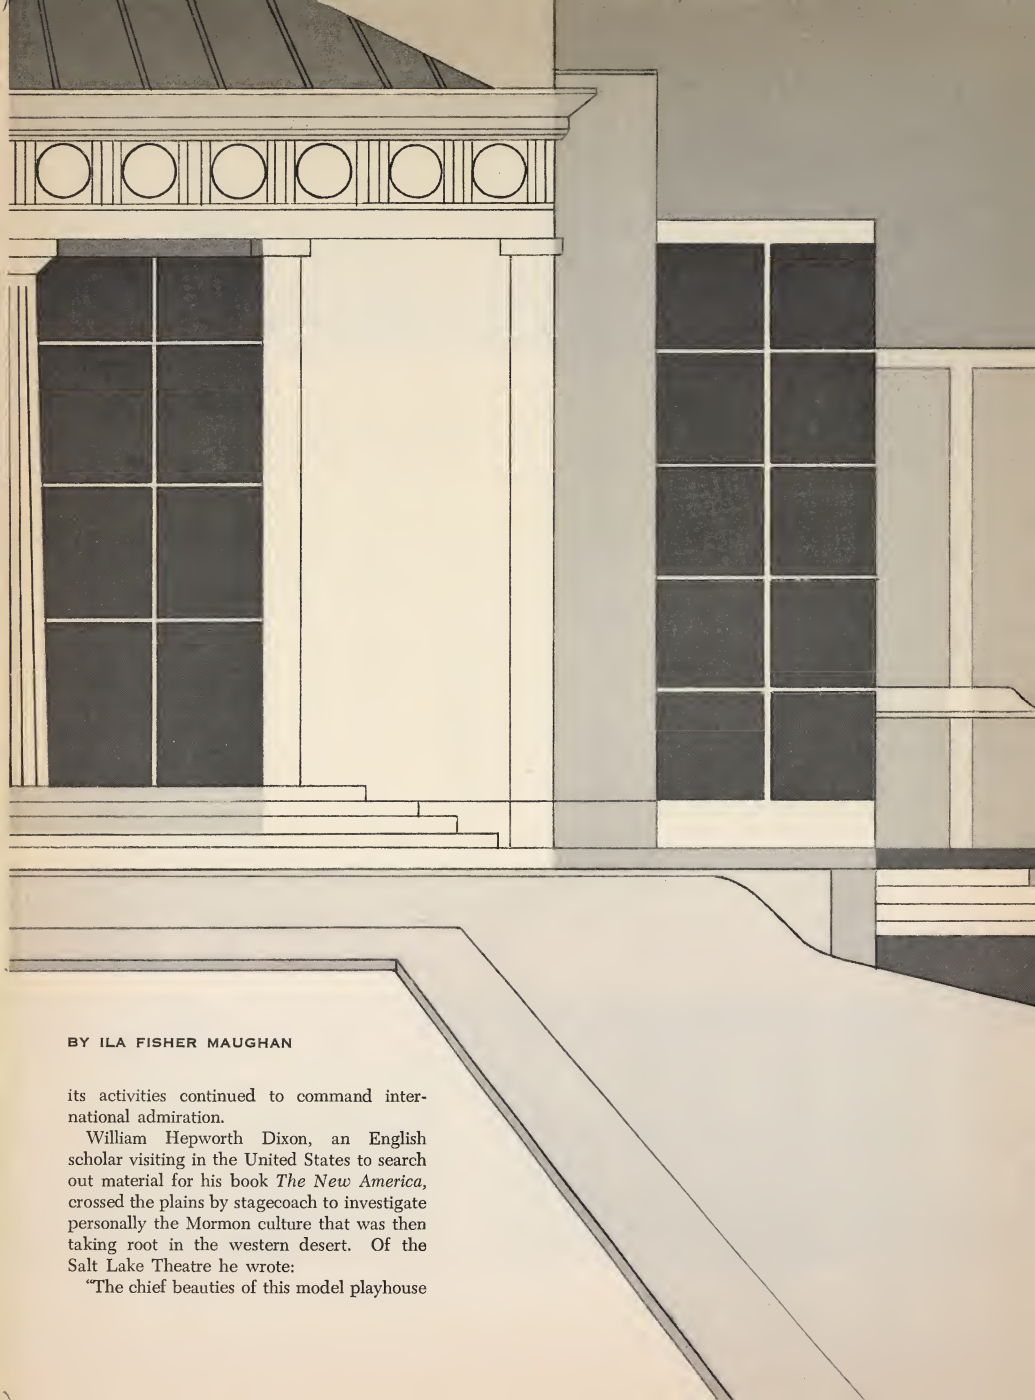 BY ILA FISHER MAUGHAN
its activities continued to command inter-
national admiration.
William Hepworth Dixon, an English
scholar visiting in the United States to search
out material for his book The New America,
crossed the plains by stagecoach to investigate
personally the Mormon culture that was then
taking root in the western desert. Of the
Salt Lake Theatre he wrote:
"The chief beauties of this model playhouse